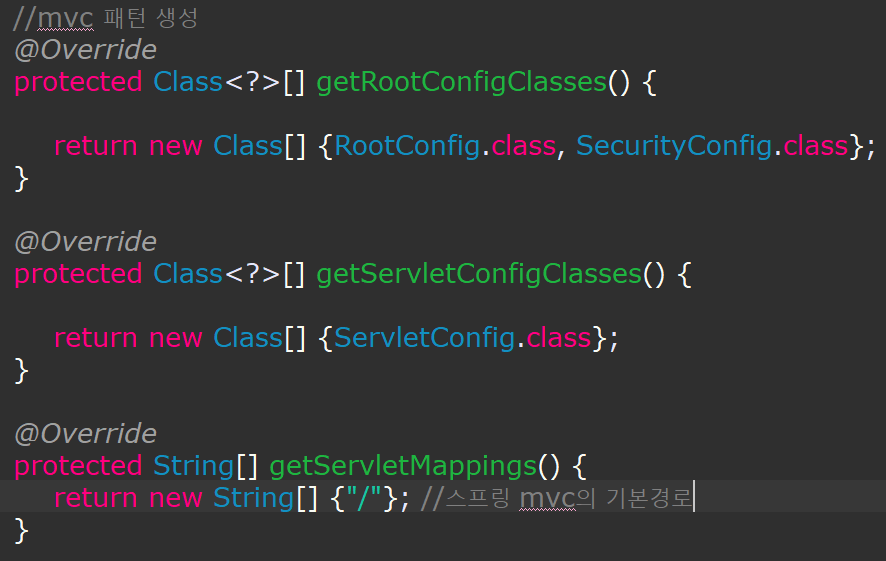 //mvc 패턴 생성
@Override
protected Class<?>[] getRootConfigClasses() {
return new Class[] {RootConfig.class, SecurityConfig.class};
}
@Override
protected Class<?>[] getServletConfigClasses() {
return new Class[] {ServletConfig.class};
}
@Override
protected String[] getServletMappings() {
return new String[] {"/"}; //스프링 mvc의 기본경로
}